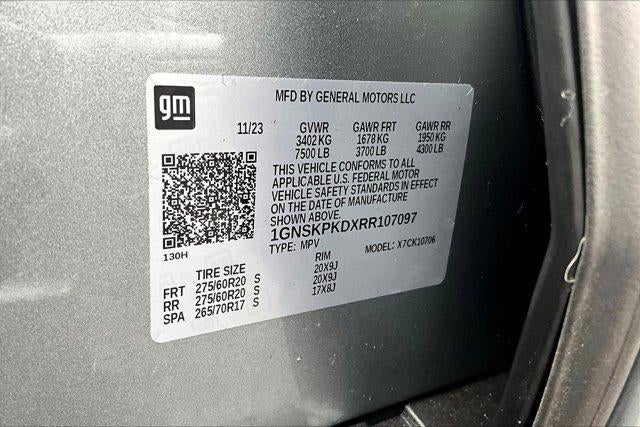 gm
MFD BY GENERAL MOTORS LLC
11/23 GVWR GAWR FRT GAWR RR
3402 KG 1678 KG 1950 KG
7500 LB 3700 LB 4300 LB
THIS VEHICLE CONFORMS TO ALL
APPLICABLE U.S. FEDERAL MOTOR
VEHICLE SAFETY STANDARDS IN EFFECT
ON THE DATE OF MANUFACTURE
SHOWN ABOVE.
1GNSKPKDXRR107097
TYPE: MPV MODEL: X7CK10706
130H
TIRE SIZE RIM
FRT 275/60R20 S 20X9J
RR 275/60R20 S 20X9J
SPA 265/70R17 S 17X8J